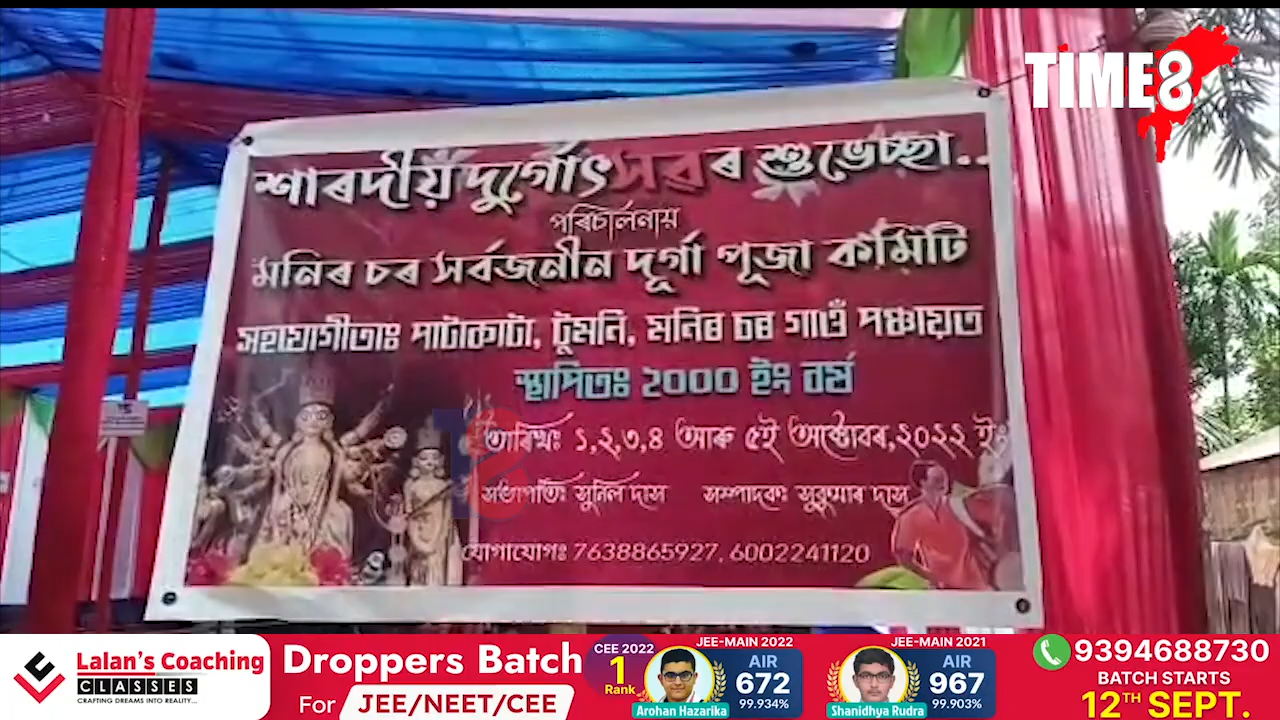 TIME8
শাৰদীয় দুৰ্গোৎসৱৰ শুভেচ্ছা..
পৰিচালনায়
মনিৰ চৰ সৰ্বজনীন দূৰ্গা পূজা কমিটি
সহাযোগীতাঃ পাটাকাটা, টুমনি, মনিৰ চৰ গাওঁ পঞ্চায়ত
স্থাপিতঃ ২০০০ ইং বৰ্ষ
তাৰিখঃ ১,২,৩,৪ আৰু ৫ই অক্টোবৰ,২০২২ ইং
সভাপতিঃ সুনিল দাস সম্পাদকঃ সুকুমাৰ দাস
যোগাযোগঃ 7638865927, 6002241120
Lalan's Coaching
CLASSES
CRAFTING DREAMS INTO REALITY...
Droppers Batch
For JEE/NEET/CEE
CEE 2022
1
Rank
JEE-MAIN 2022
AIR
672
99.934%
Arohan Hazarika
JEE-MAIN 2021
AIR
967
99.903%
Shanidhya Rudra
9394688730
BATCH STARTS
12TH SEPT.